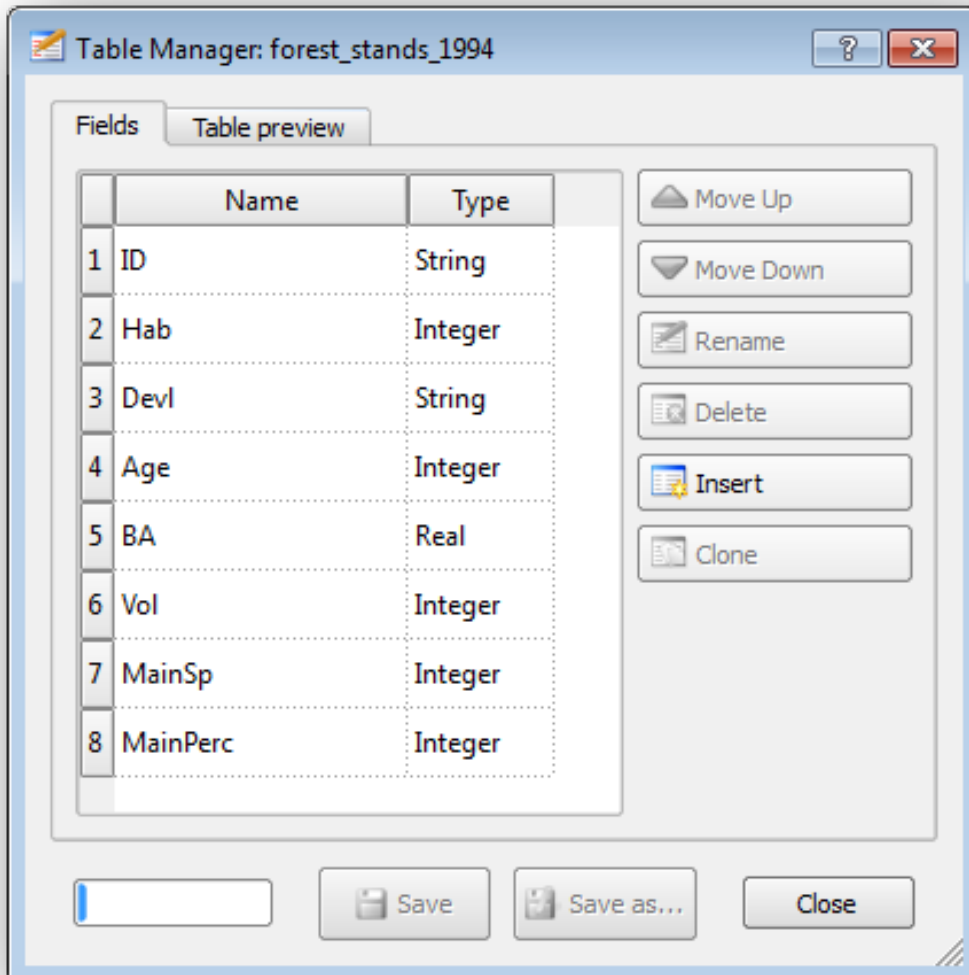 Table Manager: forest_stands_1994
?
Fields Table preview
Name Type
1 ID String
2 Hab Integer
3 Devl String
4 Age Integer
5 BA Real
6 Vol Integer
7 MainSp Integer
8 MainPerc Integer
Move Up
Move Down
Rename
Delete
Insert
Clone
Save Save as... Close